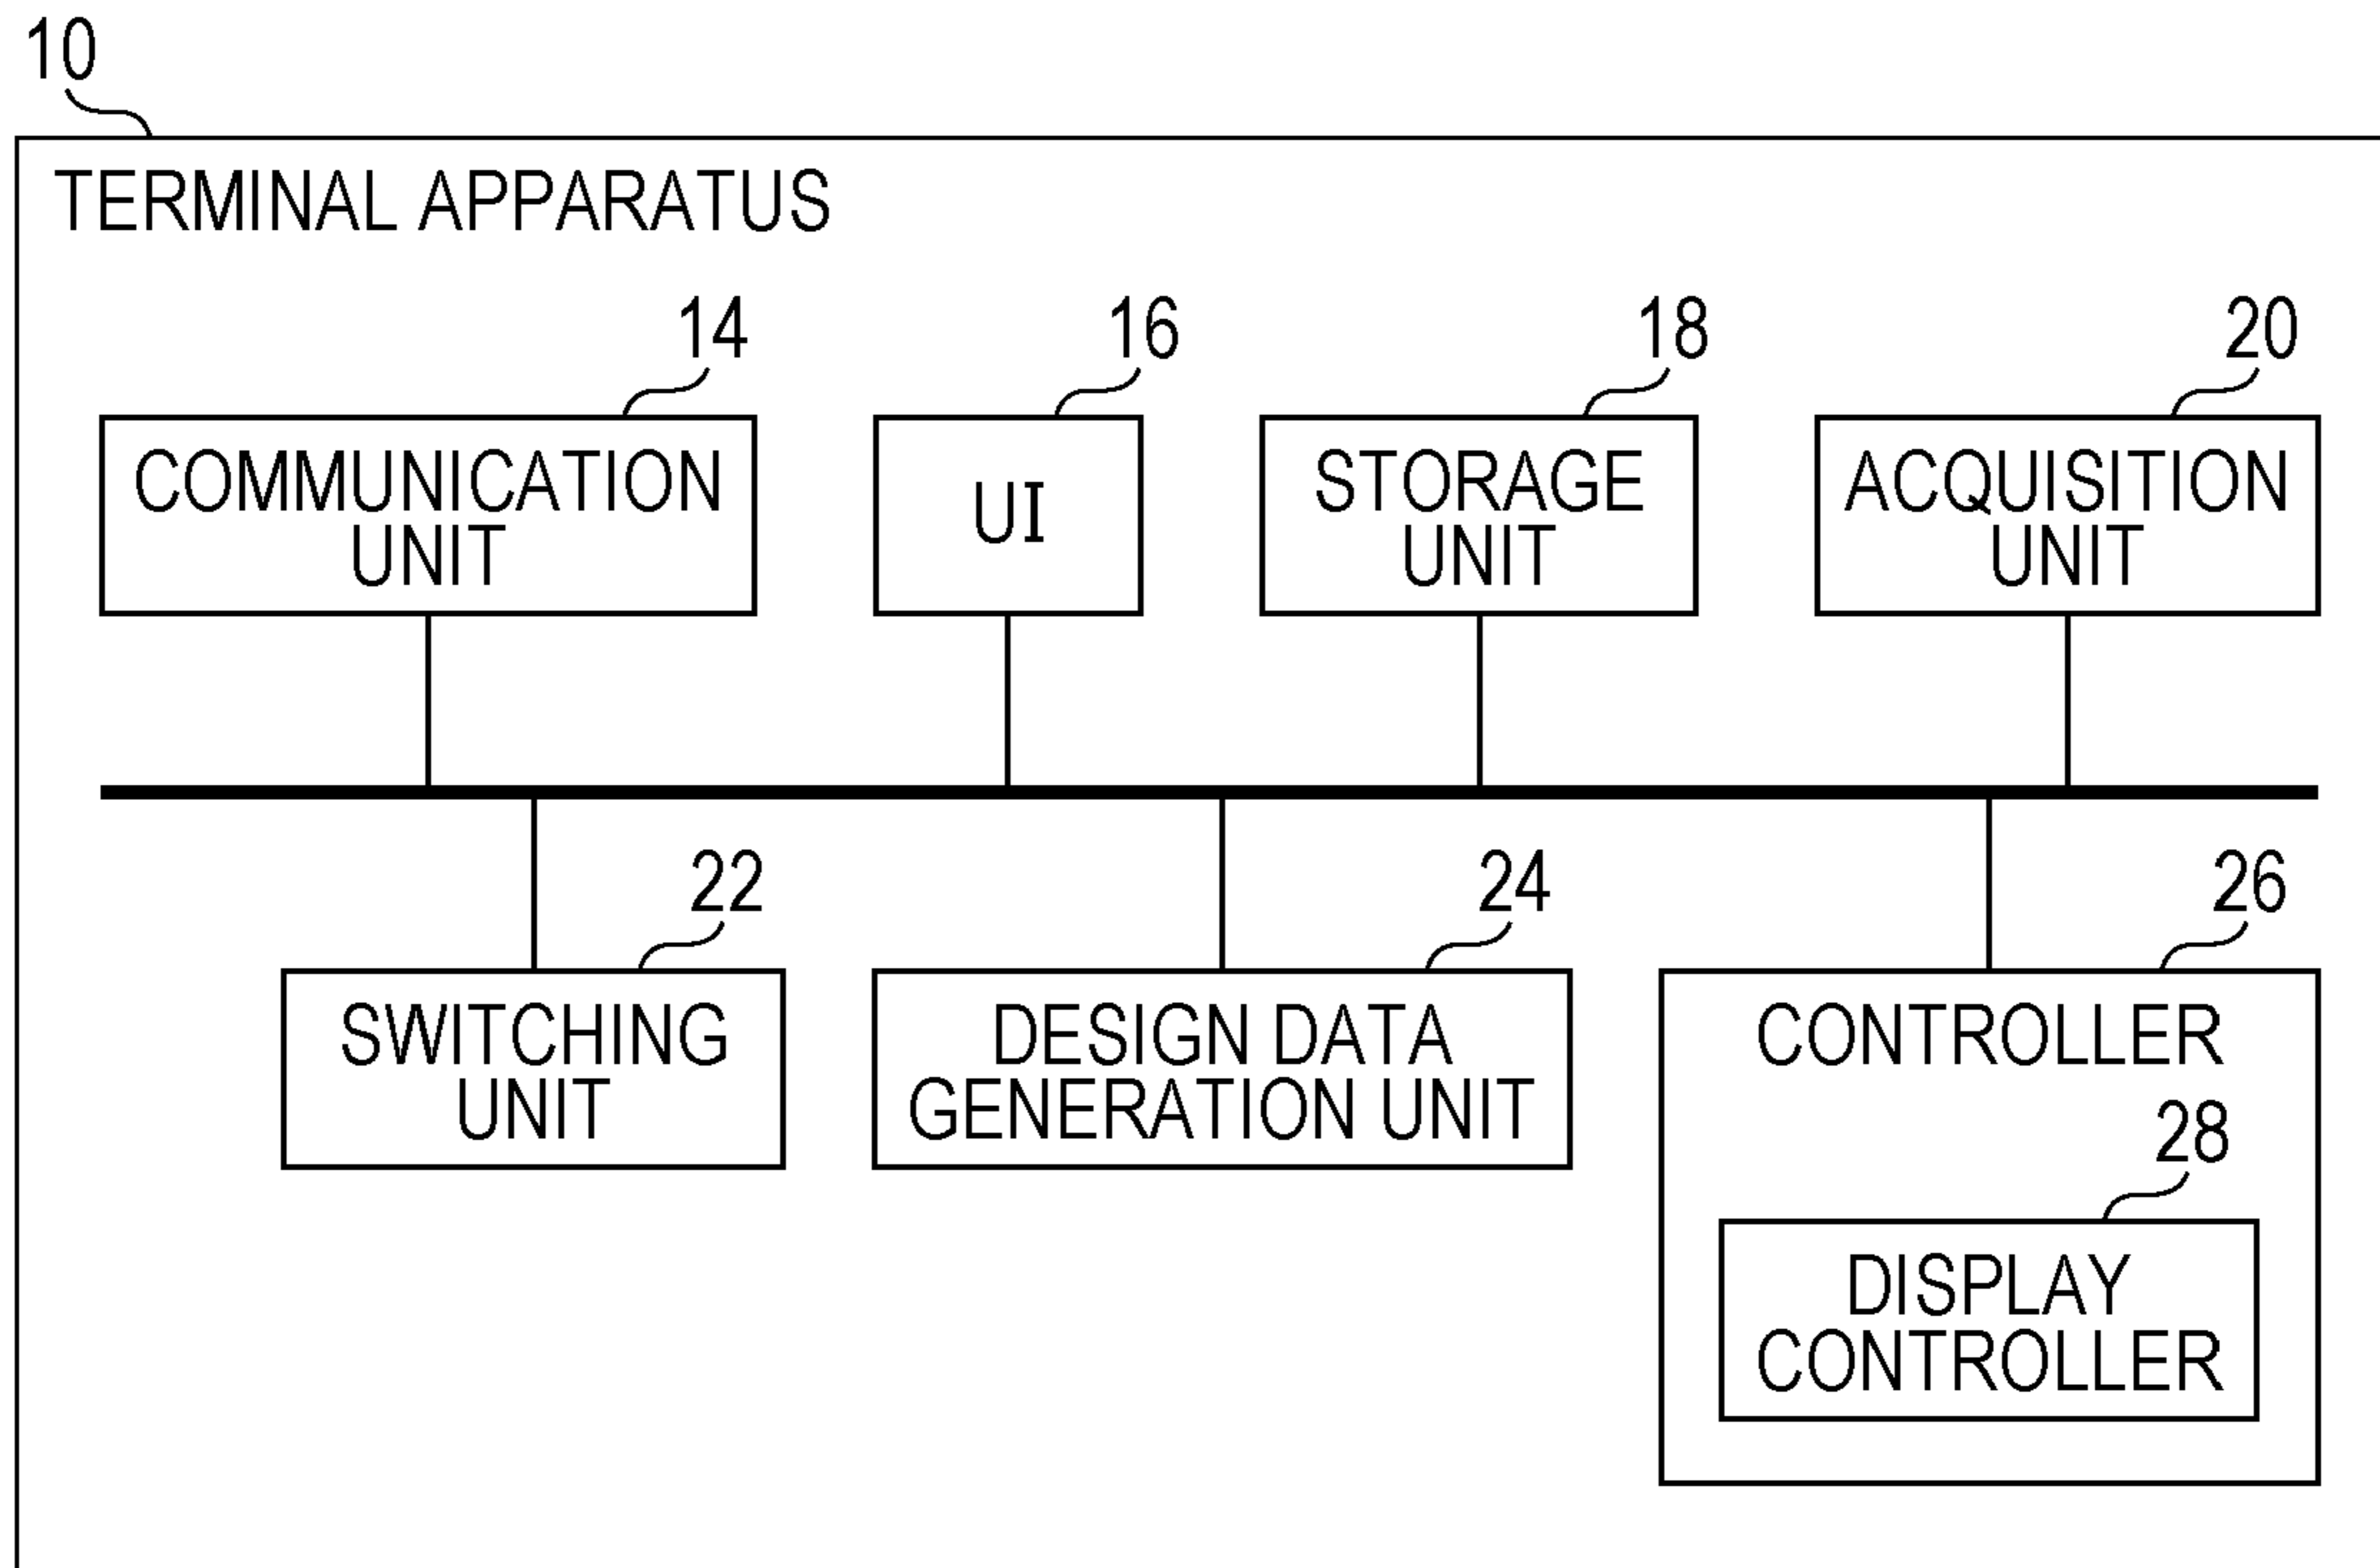 10
TERMINAL APPARATUS
14
16
18
20
COMMUNICATION
UNIT
UI
STORAGE
UNIT
ACQUISITION
UNIT
22
24
26
SWITCHING
UNIT
DESIGN DATA
GENERATION UNIT
CONTROLLER
28
DISPLAY
CONTROLLER